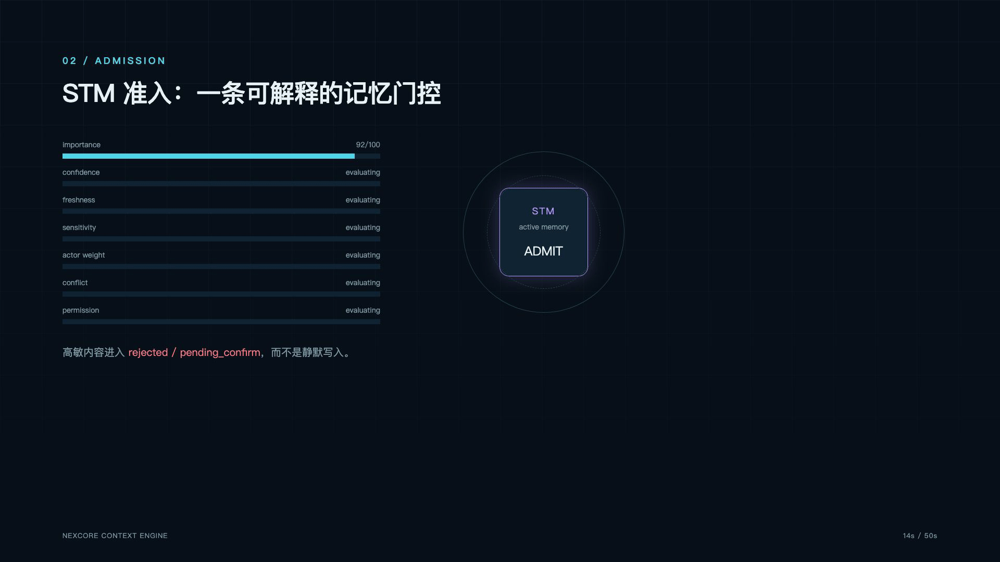 02 / ADMISSION
STM 准入：一条可解释的记忆门控
importance 92/100
confidence evaluating
freshness evaluating
sensitivity evaluating
actor weight evaluating
conflict evaluating
permission evaluating
高敏内容进入 rejected / pending_confirm，而不是静默写入。
STM
active memory
ADMIT
NEXCORE CONTEXT ENGINE
14s / 50s